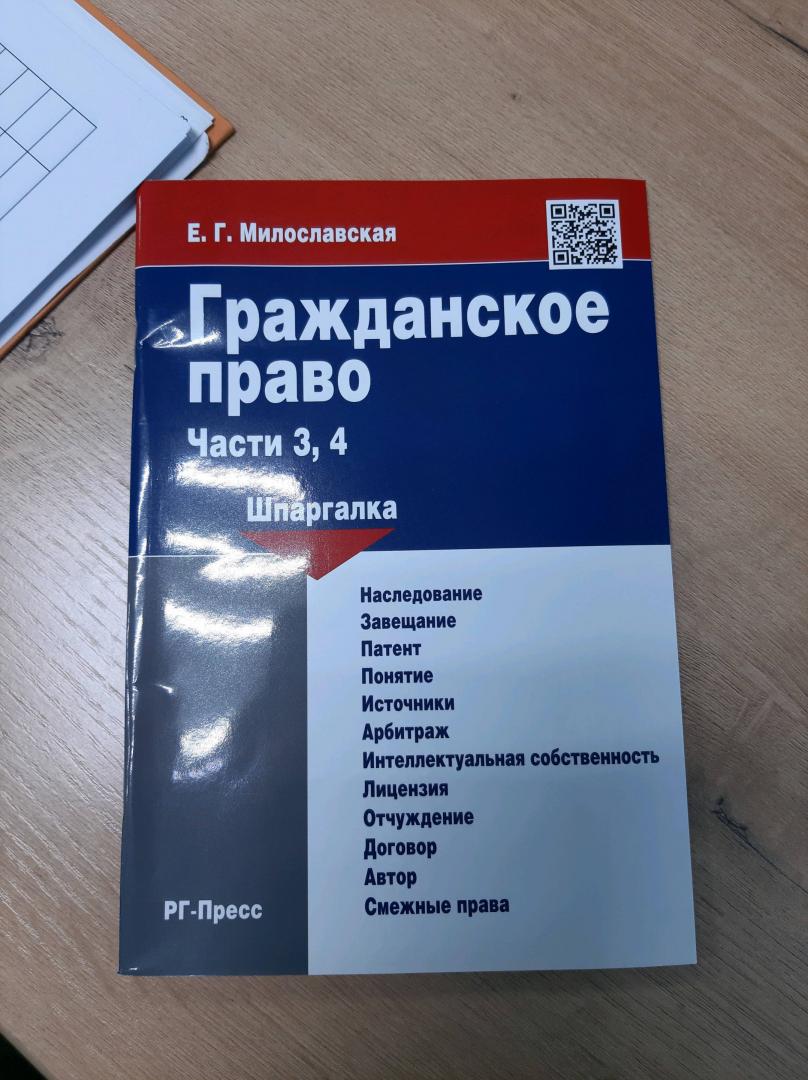 Е. Г. Милославская
Гражданское
право
Части 3, 4
Шпаргалка
Наследование
Завещание
Патент
Понятие
Источники
Арбитраж
Интеллектуальная собственность
Лицензия
Отчуждение
Договор
Автор
Смежные права
РГ-Пресс